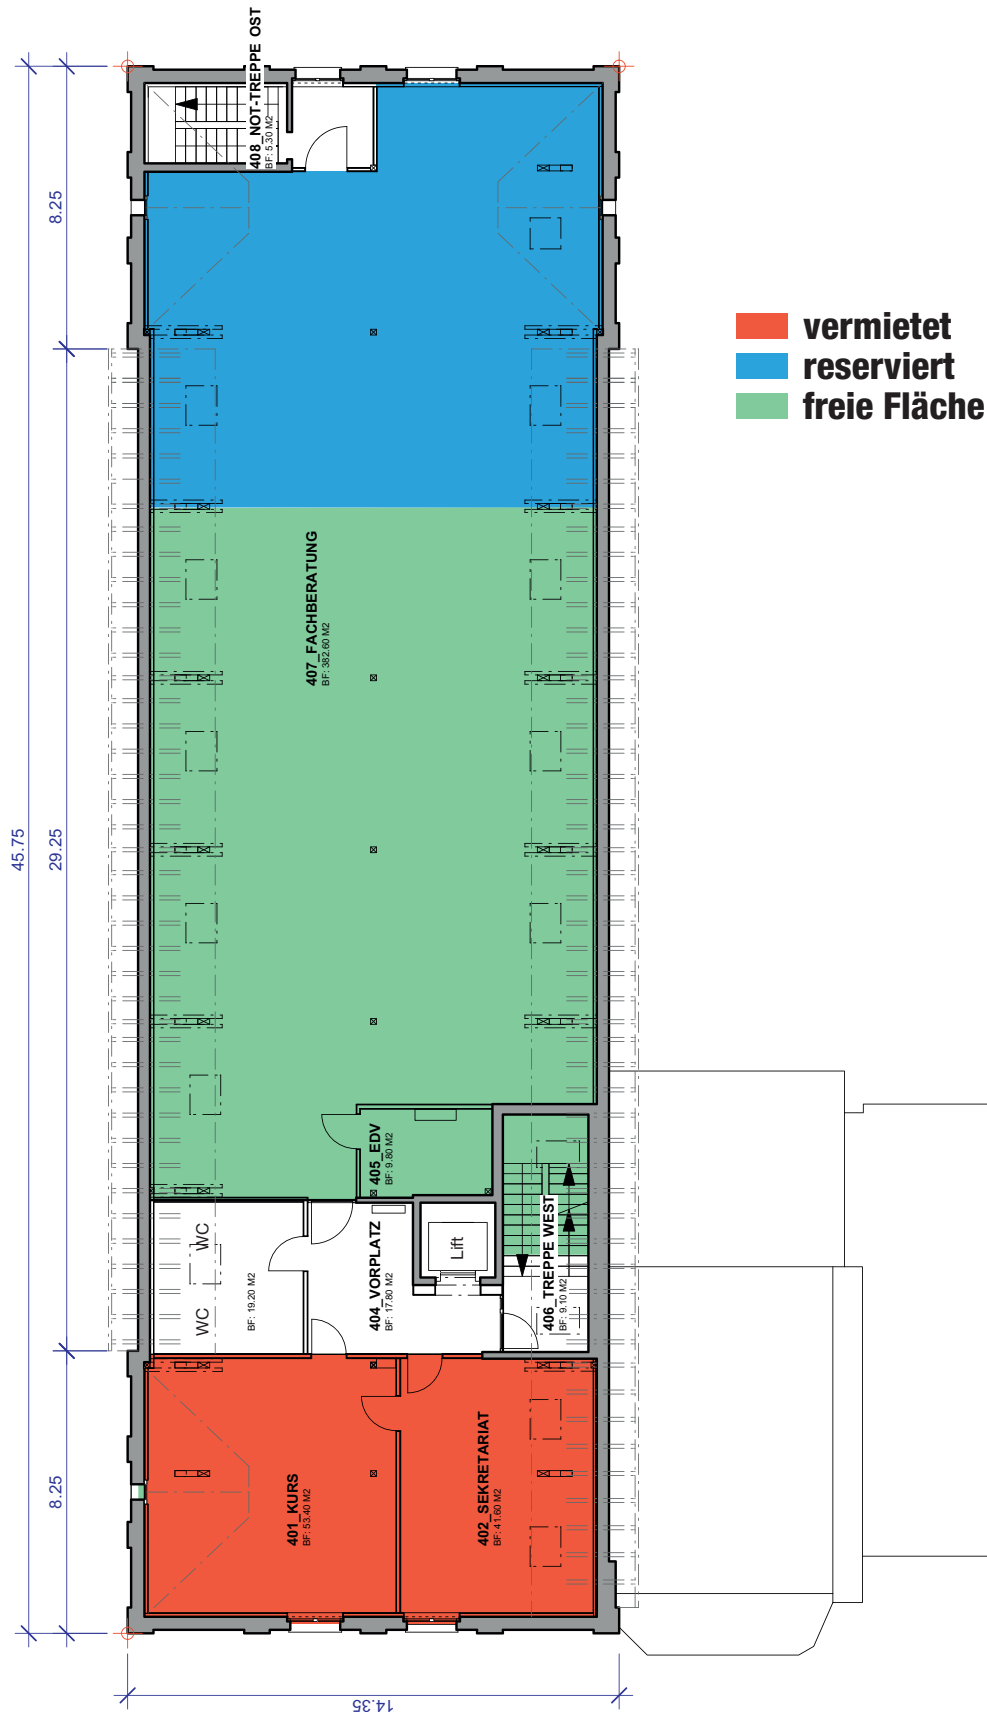 408_NOT-TREPPE OST
BF: 5.30 M2
8.25
vermietet
reserviert
freie Fläche
407_FACHBERATUNG
BF: 382.60 M2
45.75
29.25
405_EDV
BF: 9.80 M2
WC
WC
BF: 19.20 M2
404_VORPLATZ
BF: 17.80 M2
Lift
406_TREPPE WEST
BF: 9.10 M2
8.25
401_KURS
BF: 53.40 M2
402_SEKRETARIAT
BF: 41.60 M2
14.35